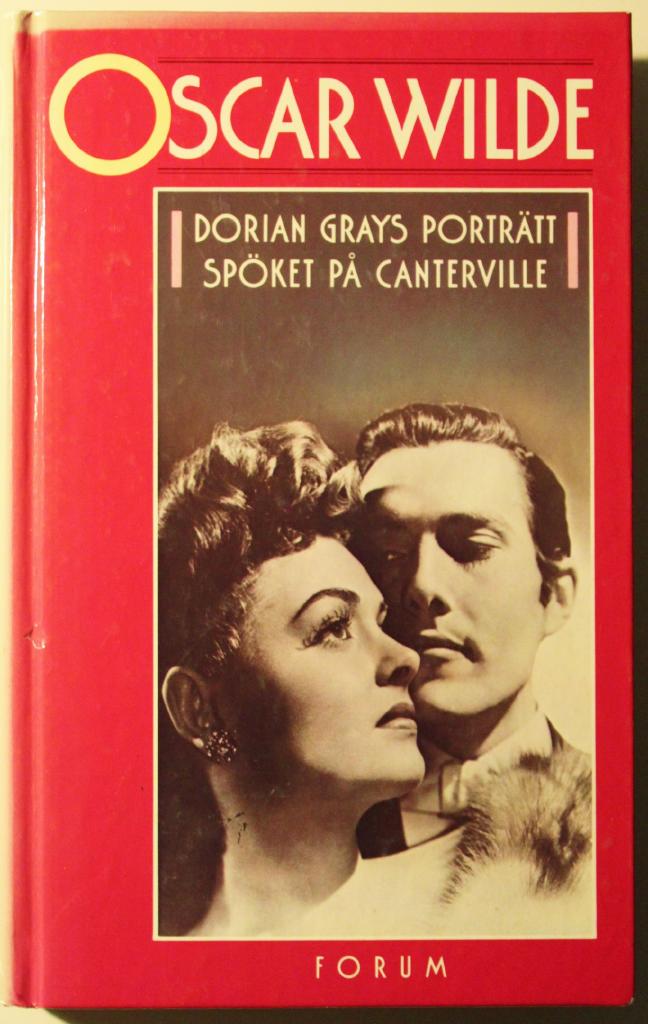 OSCAR WILDE
DORIAN GRAYS PORTRÄTT
SPÖKET PÅ CANTERVILLE
FORUM